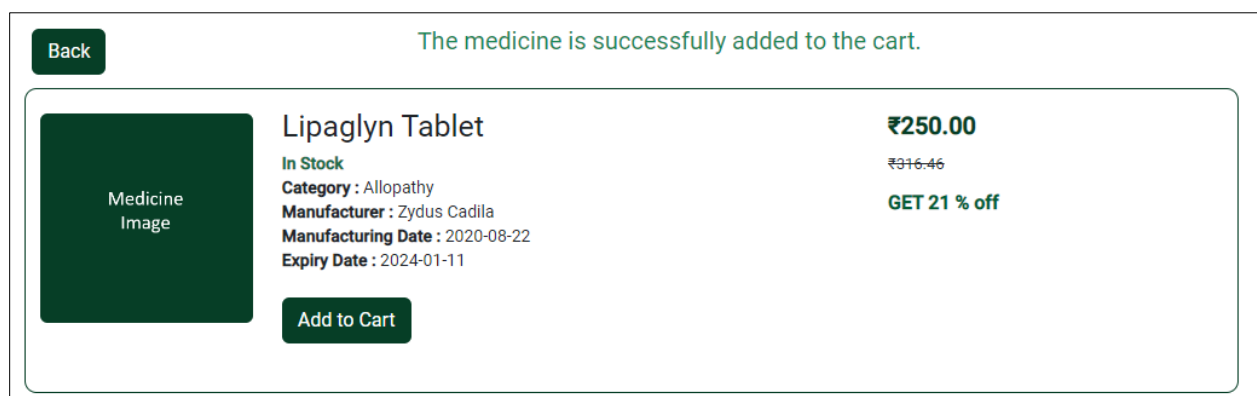 Back
The medicine is successfully added to the cart.
Medicine
Image
Lipaglyn Tablet
In Stock
Category : Allopathy
Manufacturer : Zydus Cadila
Manufacturing Date : 2020-08-22
Expiry Date : 2024-01-11
Add to Cart
₹250.00
₹316.46
GET 21 % off